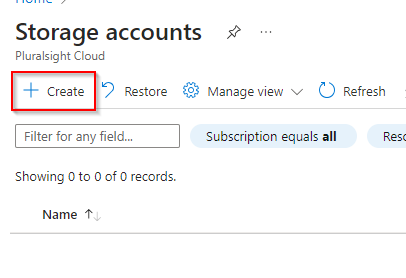 Home
Storage accounts
Pluralsight Cloud
Create Restore Manage view Refresh
Filter for any field... Subscription equals all
Showing 0 to 0 of 0 records.
Name ↑↓